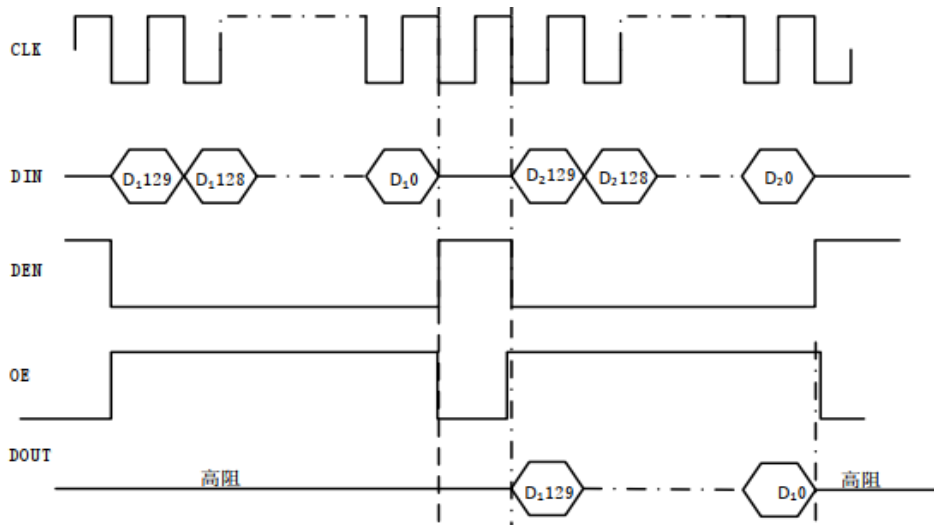 CLK
DIN D₁129 D₁128 D₁0 D₂129 D₂128 D₂0
DEN
OE
DOUT
高阻 D₁129 D₁0 高阻